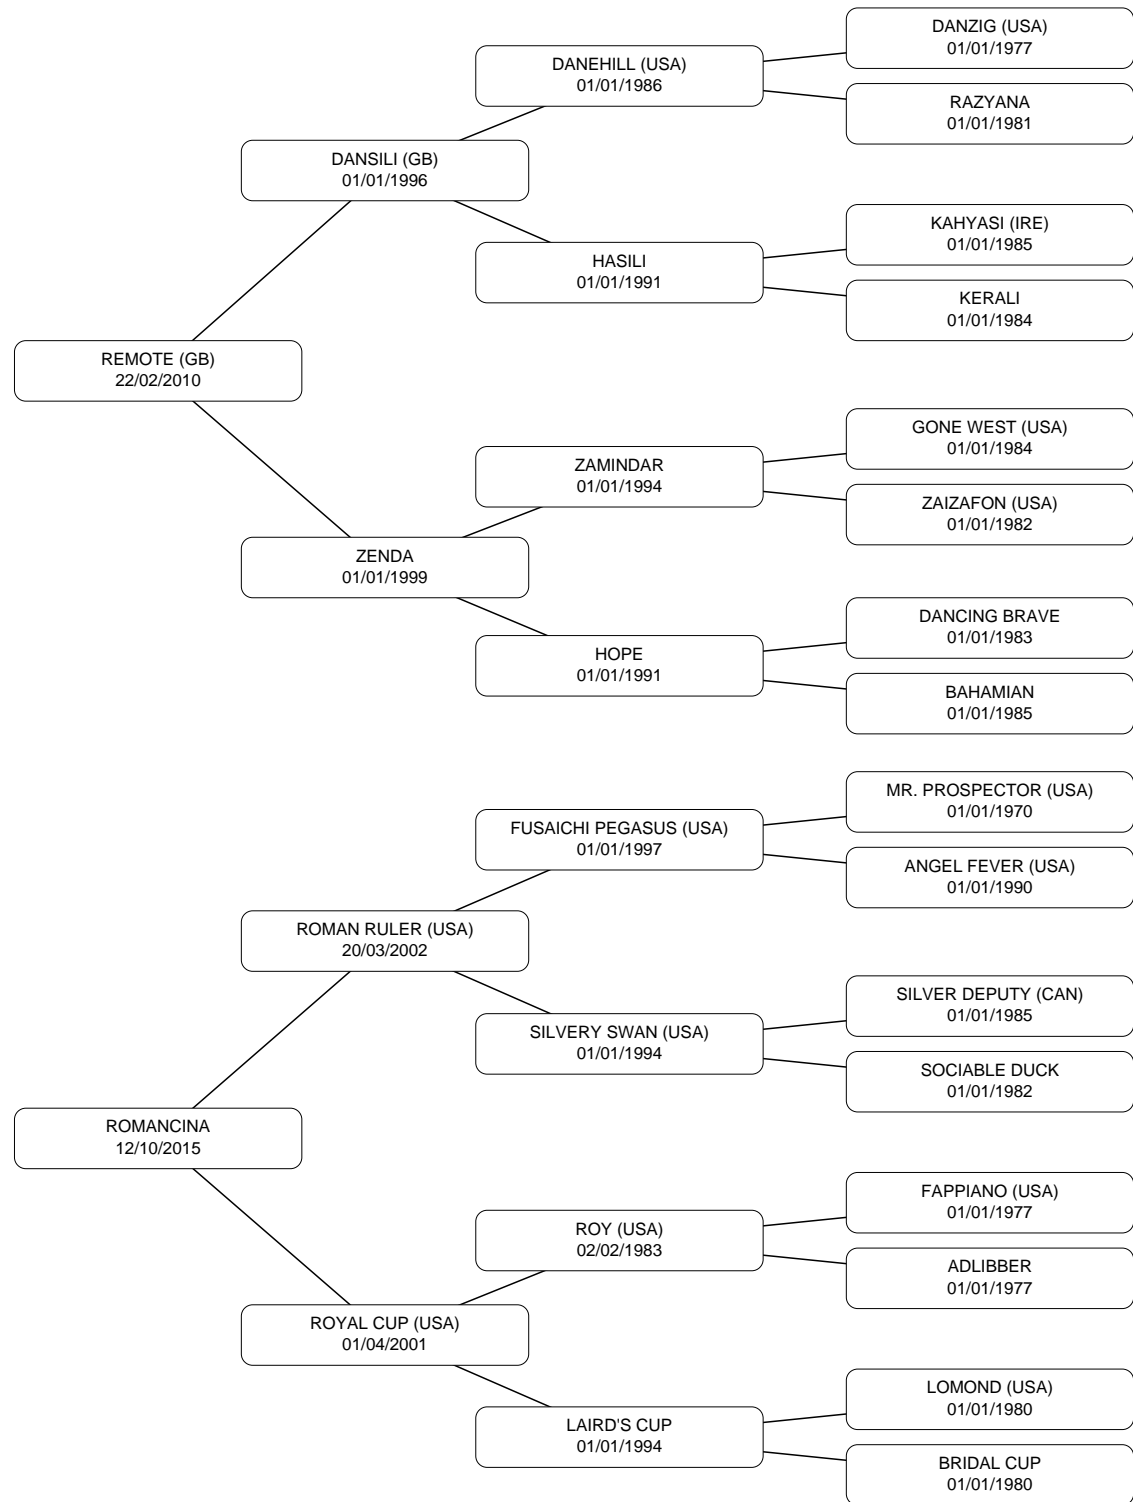 DANZIG (USA)
01/01/1977
DANEHILL (USA)
01/01/1986
RAZYANA
01/01/1981
DANSILI (GB)
01/01/1996
KAHYASI (IRE)
01/01/1985
HASILI
01/01/1991
KERALI
01/01/1984
REMOTE (GB)
22/02/2010
GONE WEST (USA)
01/01/1984
ZAMINDAR
01/01/1994
ZAIZAFON (USA)
01/01/1982
ZENDA
01/01/1999
DANCING BRAVE
01/01/1983
HOPE
01/01/1991
BAHAMIAN
01/01/1985
MR. PROSPECTOR (USA)
01/01/1970
FUSAICHI PEGASUS (USA)
01/01/1997
ANGEL FEVER (USA)
01/01/1990
ROMAN RULER (USA)
20/03/2002
SILVER DEPUTY (CAN)
01/01/1985
SILVERY SWAN (USA)
01/01/1994
SOCIABLE DUCK
01/01/1982
ROMANCINA
12/10/2015
FAPPIANO (USA)
01/01/1977
ROY (USA)
02/02/1983
ADLIBBER
01/01/1977
ROYAL CUP (USA)
01/04/2001
LOMOND (USA)
01/01/1980
LAIRD'S CUP
01/01/1994
BRIDAL CUP
01/01/1980